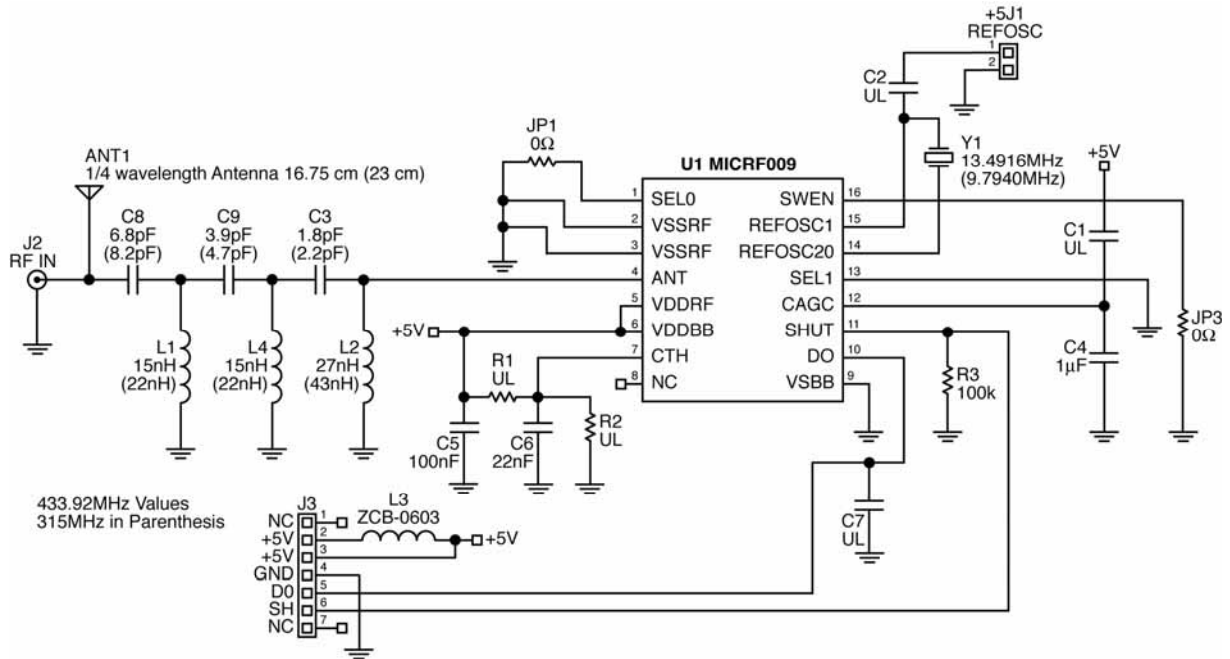 +5J1
REFOSC
1
2
C2
UL
JP1
0Ω
Y1
13.4916MHz
(9.7940MHz)
+5V
ANT1
1/4 wavelength Antenna 16.75 cm (23 cm)
U1 MICRF009
J2
RF IN
C8
6.8pF
(8.2pF)
C9
3.9pF
(4.7pF)
C3
1.8pF
(2.2pF)
1 SEL0
2 VSSRF
3 VSSRF
4 ANT
5 VDDRF
6 VDDBB
7 CTH
8 NC
SWEN 16
REFOSC1 15
REFOSC20 14
SEL1 13
CAGC 12
SHUT 11
DO 10
VSBB 9
C1
UL
JP3
0Ω
C4
1µF
R3
100k
L1
15nH
(22nH)
L4
15nH
(22nH)
L2
27nH
(43nH)
+5V
R1
UL
R2
UL
C5
100nF
C6
22nF
C7
UL
433.92MHz Values
315MHz in Parenthesis
J3
L3
ZCB-0603
+5V
NC 1
+5V 2
+5V 3
GND 4
D0 5
SH 6
NC 7